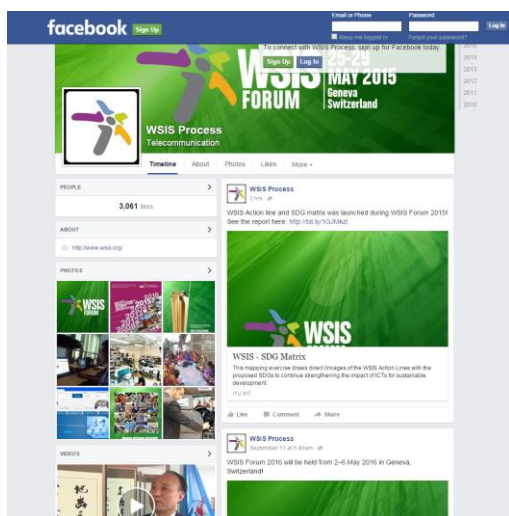 facebook Sign Up
Email or Phone
Password
Log In
Keep me logged in
Forgot your password?
To connect with WSIS Process, sign up for Facebook today.
Sign Up Log In
WSIS
FORUM
25-29
MAY 2015
Geneva
Switzerland
2014
2013
2012
2011
2010
WSIS Process
Telecommunication
Timeline About Photos Likes More
PEOPLE
3,061 likes
ABOUT
http://www.wsis.org/
PHOTOS
WSIS
FORUM
VIDEOS
WSIS Process
2 hrs
WSIS Action line and SDG matrix was launched during WSIS Forum 2015!
See the report here: http://bit.ly/1GJMkzI
WSIS
WSIS - SDG Matrix
This mapping exercise draws direct linkages of the WSIS Action Lines with the
proposed SDGs to continue strengthening the impact of ICTs for sustainable
development.
ITU.INT
Like Comment Share
WSIS Process
September 11 at 5:40am
WSIS Forum 2016 will be held from 2–6 May 2016 in Geneva,
Switzerland!